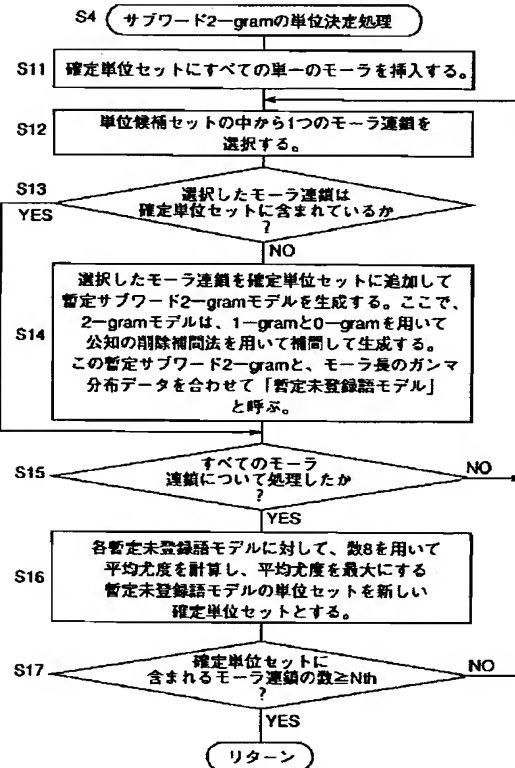 S4
サブワード2ーgramの単位決定処理
S11
確定単位セットにすべての単一のモーラを挿入する。
S12
単位候補セットの中から1つのモーラ連鎖を
選択する。
S13
選択したモーラ連鎖は
確定単位セットに含まれているか
?
YES
NO
S14
選択したモーラ連鎖を確定単位セットに追加して
暫定サブワード2ーgramモデルを生成する。ここで、
2ーgramモデルは、1ーgramと0ーgramを用いて
公知の削除補間法を用いて補間して生成する。
この暫定サブワード2ーgramと、モーラ長のガンマ
分布データを合わせて「暫定未登録語モデル」
と呼ぶ。
S15
すべてのモーラ
連鎖について処理したか
?
NO
YES
S16
各暫定未登録語モデルに対して、数8を用いて
平均尤度を計算し、平均尤度を最大にする
暫定未登録語モデルの単位セットを新しい
確定単位セットとする。
S17
確定単位セットに
含まれるモーラ連鎖の数≧Nth
?
NO
YES
リターン